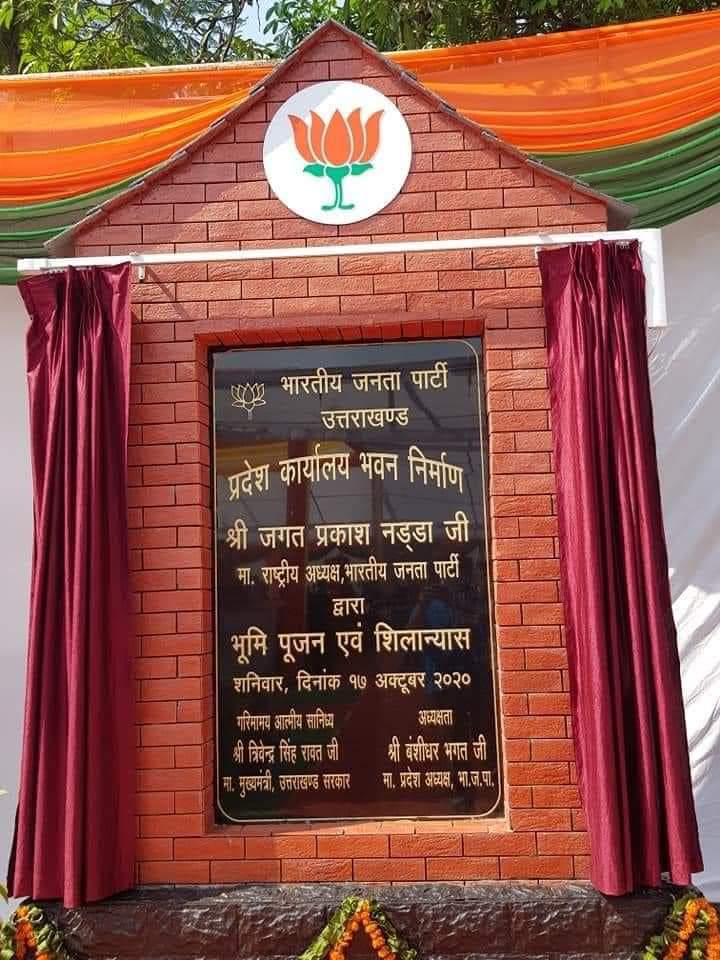 भारतीय जनता पार्टी
उत्तराखण्ड
प्रदेश कार्यालय भवन निर्माण
श्री जगत प्रकाश नड्डा जी
मा. राष्ट्रीय अध्यक्ष,भारतीय जनता पार्टी
द्वारा
भूमि पूजन एवं शिलान्यास
शनिवार, दिनांक १७ अक्टूबर २०२०
गरिमामय आत्मीय सानिध्य
श्री त्रिवेन्द्र सिंह रावत जी
मा. मुख्यमंत्री, उत्तराखण्ड सरकार
अध्यक्षता
श्री बंशीधर भगत जी
मा. प्रदेश अध्यक्ष, भा.ज.पा.